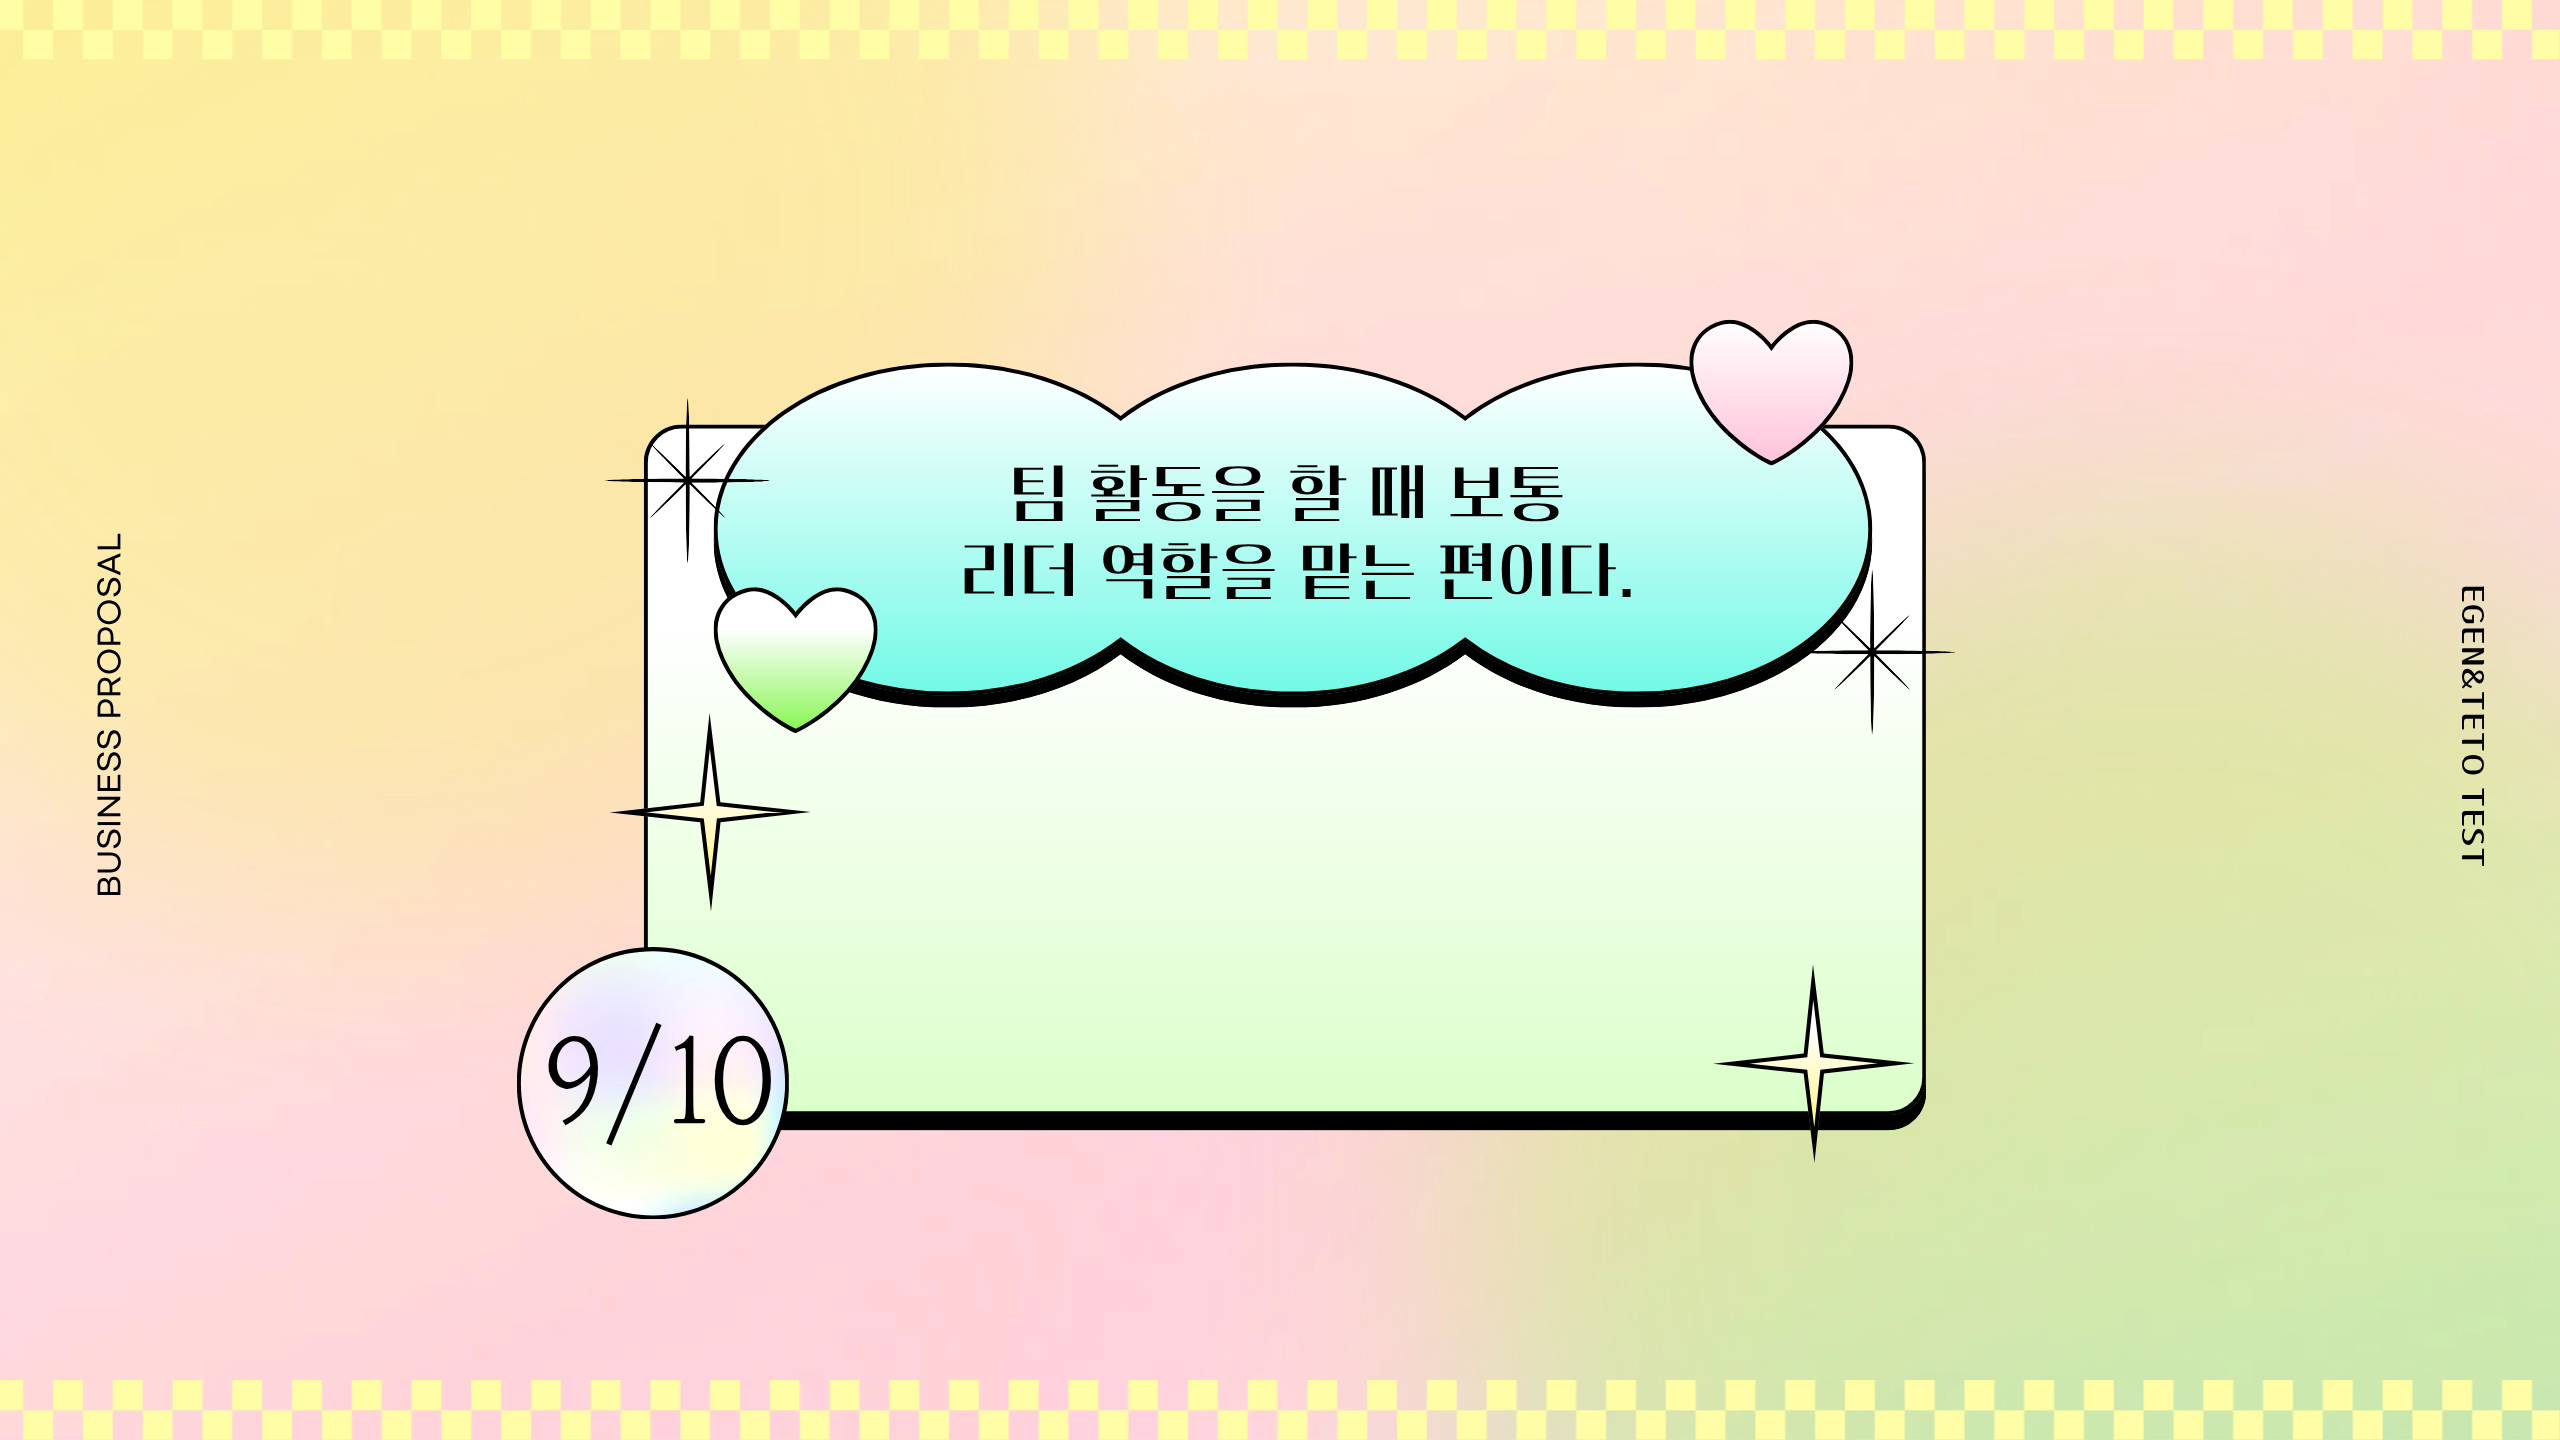 팀 활동을 할 때 보통
리더 역할을 맡는 편이다.
BUSINESS PROPOSAL
EGEN&TETO TEST
9/10